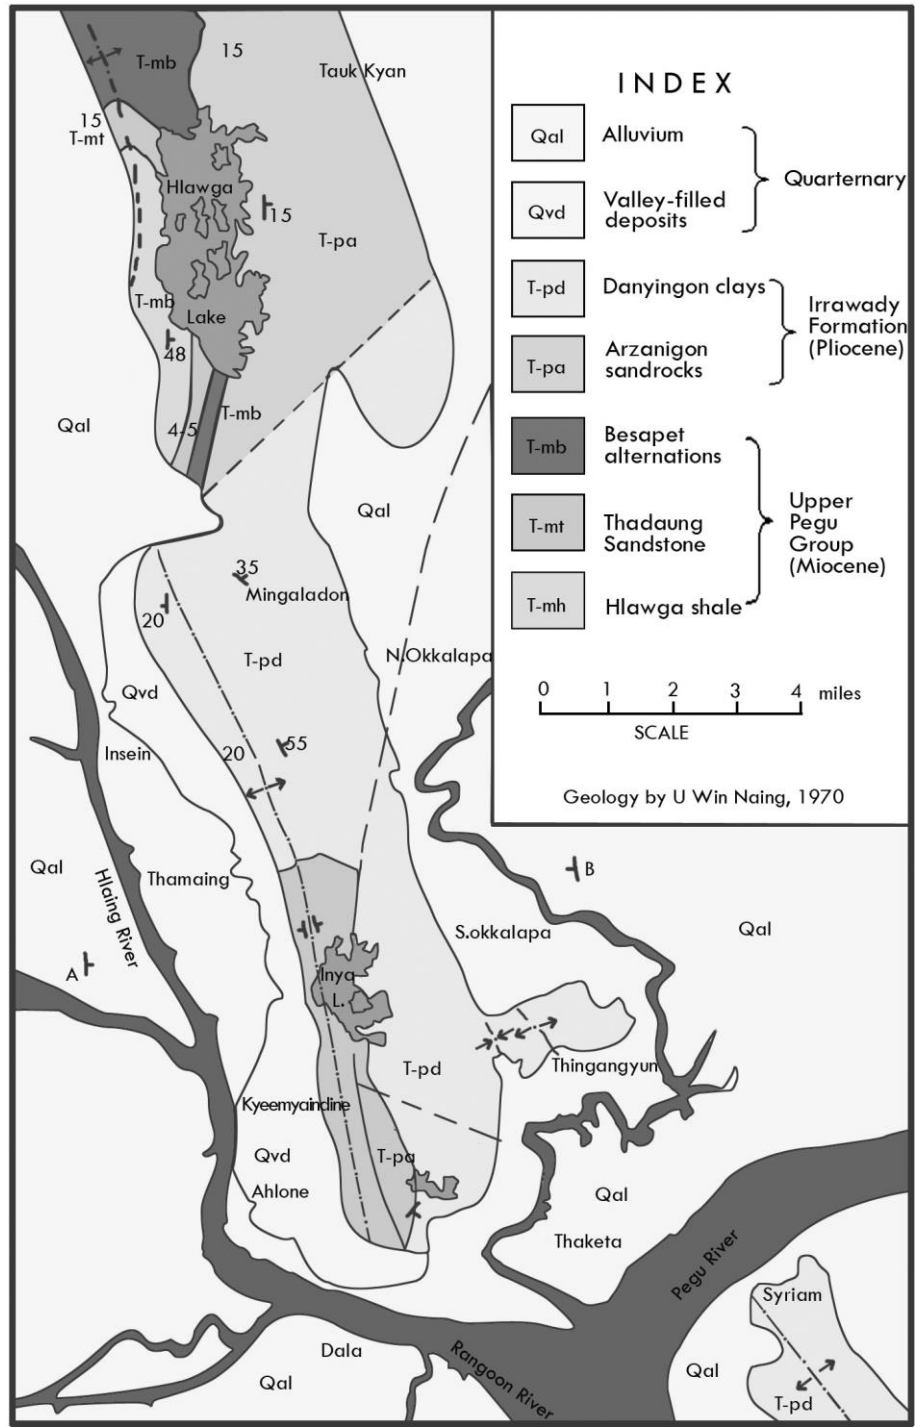 T-mb
15
Tauk Kyan
15
T-mt
Hlawga
15
T-pa
T-mb
Lake
48
T-mb
4-5
Qal
Qal
35
Mingaladon
20
T-pd
N.Okkalapa
Qvd
Insein
20
55
Qal
Thamaing
Hlaing River
B
S.okkalapa
Qal
A
Inya
L.
T-pd
Thingangyun
Kyeemyaindine
Qvd
T-pa
Ahlone
Qal
Thaketa
Pegu River
Syriam
Dala
Qal
Rangoon River
Qal
T-pd
INDEX
Qal Alluvium
Quarternary
Qvd Valley-filled
deposits
T-pd Danyingon clays
Irrawady
Formation
(Pliocene)
T-pa Arzanigon
sandrocks
T-mb Besapet
alternations
Upper
Pegu
Group
(Miocene)
T-mt Thadaung
Sandstone
T-mh Hlawga shale
0 1 2 3 4 miles
SCALE
Geology by U Win Naing, 1970